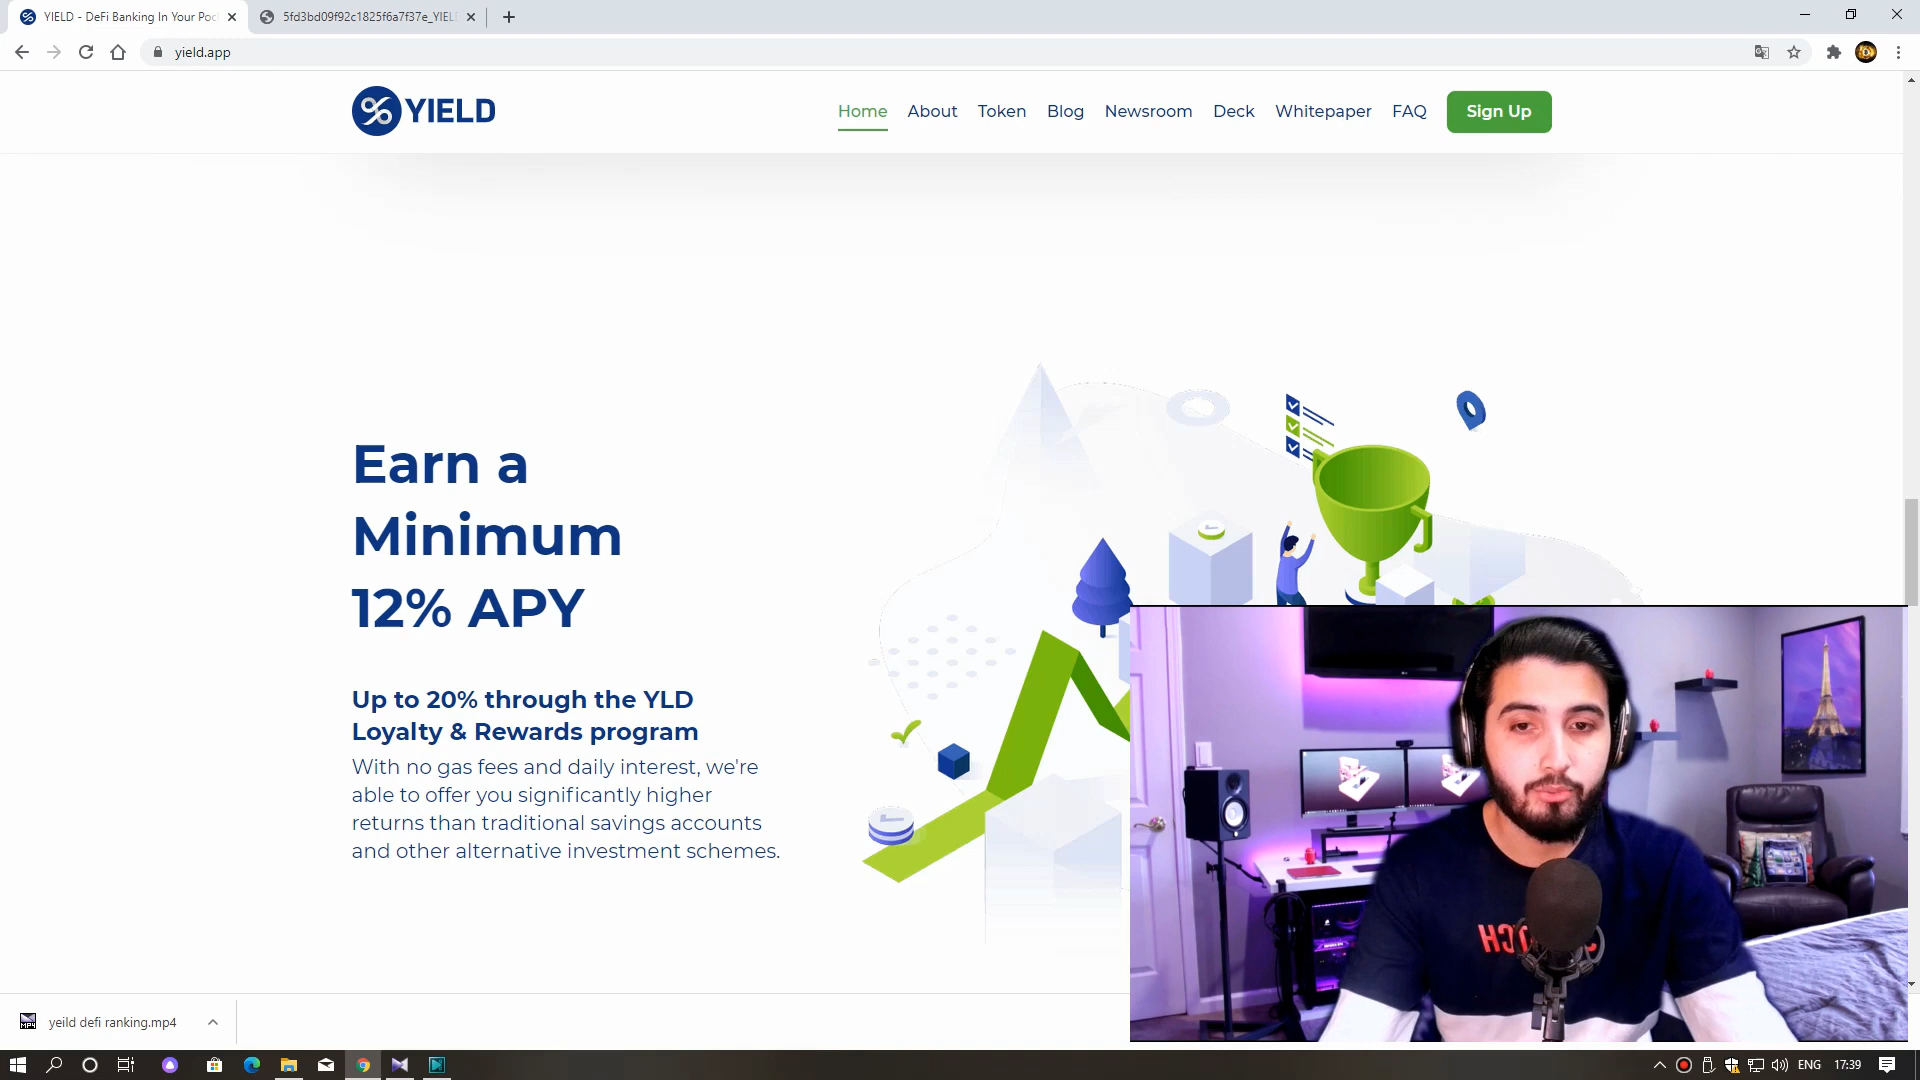 YIELD - DeFi Banking In Your Poc
5fd3bd09f92c1825f6a7f37e_YIEL
yield.app
YIELD
Home
About
Token
Blog
Newsroom
Deck
Whitepaper
FAQ
Sign Up
Earn a
Minimum
12% APY
Up to 20% through the YLD
Loyalty & Rewards program
With no gas fees and daily interest, we're
able to offer you significantly higher
returns than traditional savings accounts
and other alternative investment schemes.
yeild defi ranking.mp4
ENG
17:39